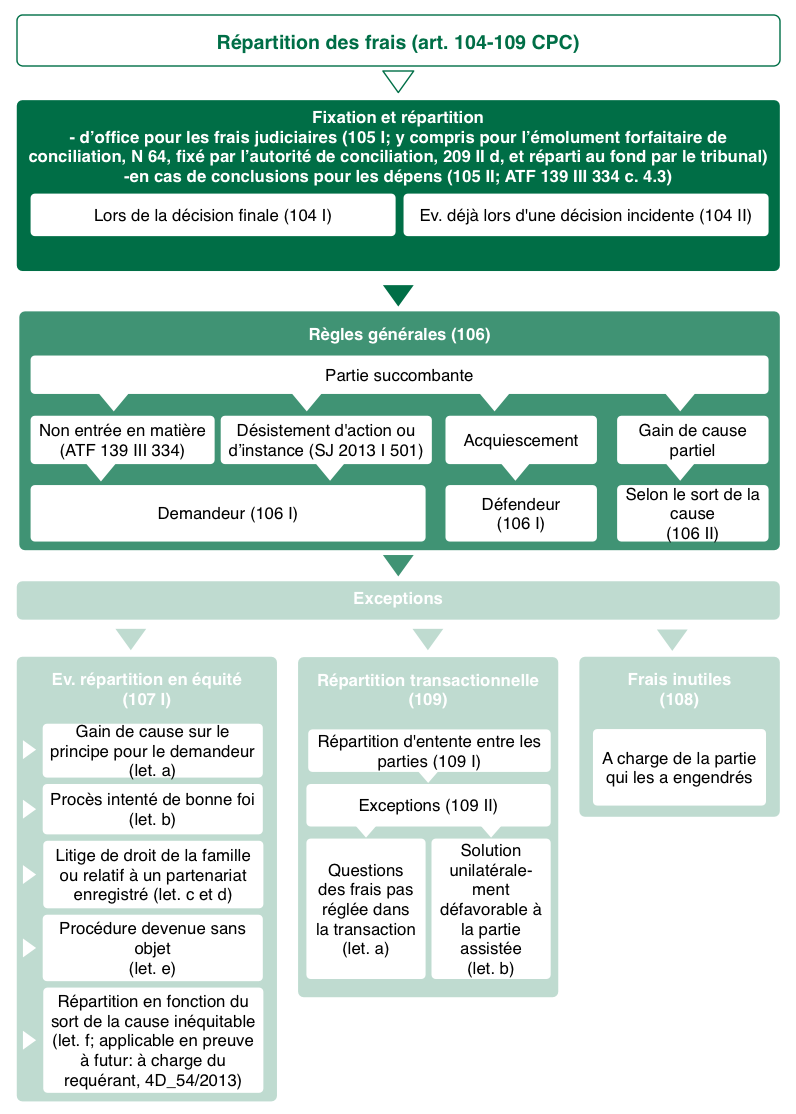 Répartition des frais (art. 104-109 CPC)
Fixation et répartition
- d'office pour les frais judiciaires (105 I; y compris pour l'émolument forfaitaire de
conciliation, N 64, fixé par l'autorité de conciliation, 209 II d, et réparti au fond par le tribunal)
-en cas de conclusions pour les dépens (105 II; ATF 139 III 334 c. 4.3)
Lors de la décision finale (104 I)
Ev. déjà lors d'une décision incidente (104 II)
Règles générales (106)
Partie succombante
Non entrée en matière
(ATF 139 III 334)
Désistement d'action ou
d'instance (SJ 2013 I 501)
Acquiescement
Gain de cause
partiel
Demandeur (106 I)
Défendeur
(106 I)
Selon le sort de la
cause
(106 II)
Exceptions
Ev. répartition en équité
(107 I)
Gain de cause sur le
principe pour le demandeur
(let. a)
Procès intenté de bonne foi
(let. b)
Litige de droit de la famille
ou relatif à un partenariat
enregistré (let. c et d)
Procédure devenue sans
objet
(let. e)
Répartition en fonction du
sort de la cause inéquitable
(let. f; applicable en preuve
à futur: à charge du
requérant, 4D_54/2013)
Répartition transactionnelle
(109)
Répartition d'entente entre les
parties (109 I)
Exceptions (109 II)
Questions
des frais pas
réglée dans
la transaction
(let. a)
Solution
unilatérale-
ment
défavorable à
la partie
assistée
(let. b)
Frais inutiles
(108)
A charge de la partie
qui les a engendrés